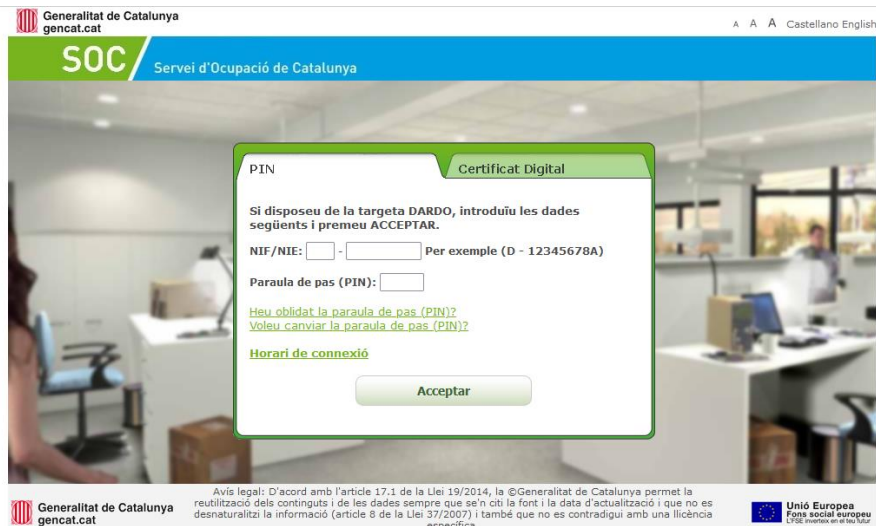 Generalitat de Catalunya
gencat.cat
A A A Castellano English
SOC
Servei d'Ocupació de Catalunya
PIN
Certificat Digital
Si disposeu de la targeta DARDO, introduïu les dades
següents i premeu ACCEPTAR.
NIF/NIE: - Per exemple (D - 12345678A)
Paraula de pas (PIN):
Heu oblidat la paraula de pas (PIN)?
Voleu canviar la paraula de pas (PIN)?
Horari de connexió
Acceptar
Generalitat de Catalunya
gencat.cat
Avís legal: D'acord amb l'article 17.1 de la Llei 19/2014, la ©Generalitat de Catalunya permet la
reutilització dels continguts i de les dades sempre que se'n citi la font i la data d'actualització i que no es
desnaturalitzi la informació (article 8 de la Llei 37/2007) i també que no es contradigui amb una llicència
específica.
Unió Europea
Fons social europeu
L'FSE inverteix en el teu futur